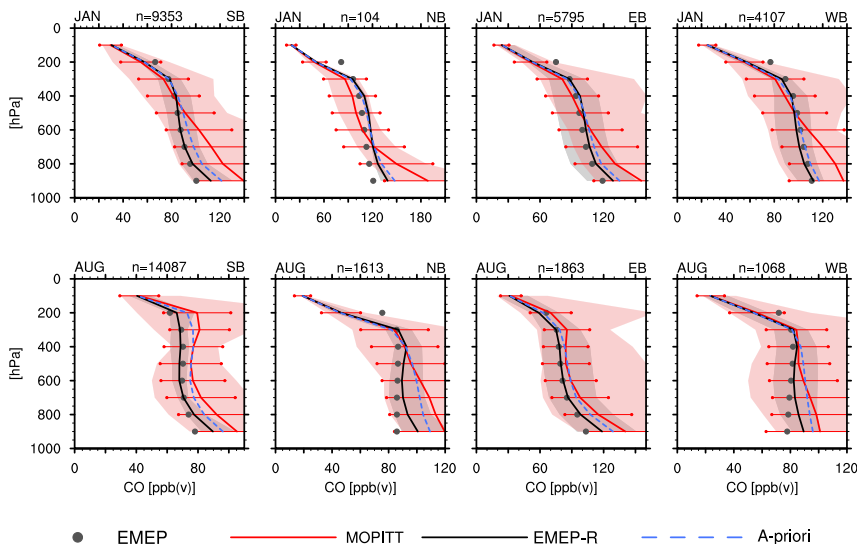 JAN n=9353 SB
JAN n=104 NB
JAN n=5795 EB
JAN n=4107 WB
[hPa]
0
200
400
600
800
1000
0 40 80 120
0 60 120 180
0 60 120
0 40 80 120
AUG n=14087 SB
AUG n=1613 NB
AUG n=1863 EB
AUG n=1068 WB
[hPa]
0
200
400
600
800
1000
0 40 80
0 40 80 120
0 60 120
0 40 80 120
CO [ppb(v)]
CO [ppb(v)]
CO [ppb(v)]
CO [ppb(v)]
EMEP MOPITT EMEP-R A-priori